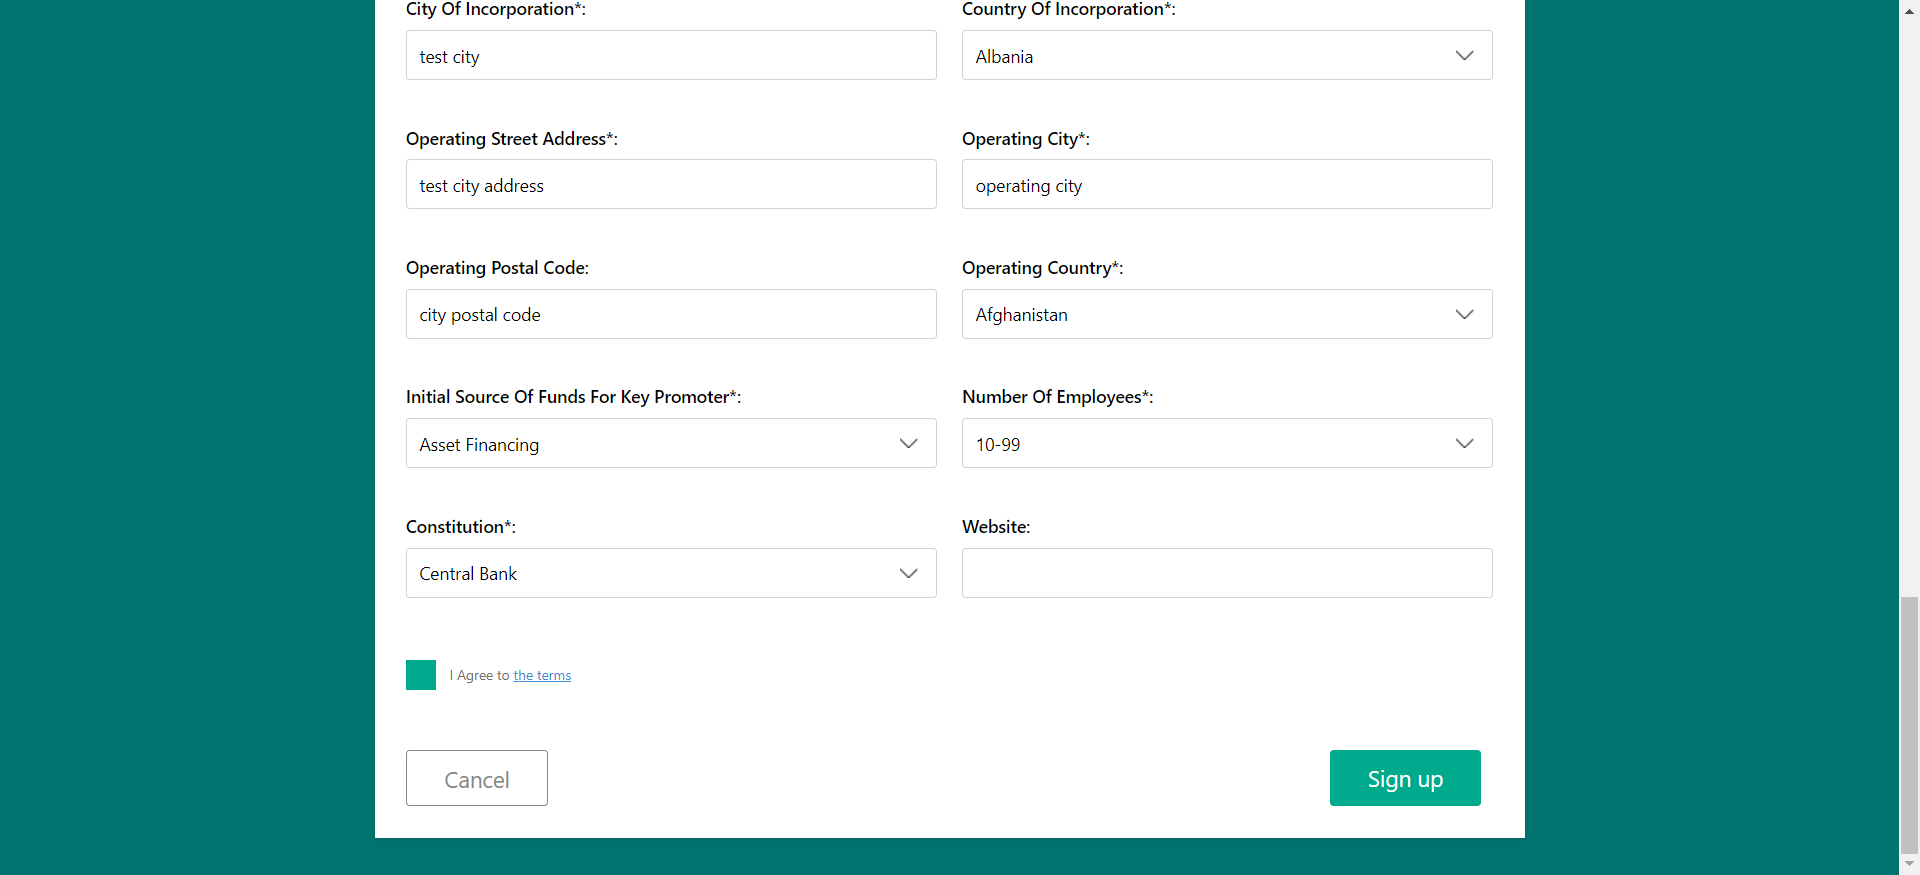 City Of Incorporation*:
Country Of Incorporation*:
test city
Albania
Operating Street Address*:
Operating City*:
test city address
operating city
Operating Postal Code:
Operating Country*:
city postal code
Afghanistan
Initial Source Of Funds For Key Promoter*:
Number Of Employees*:
Asset Financing
10-99
Constitution*:
Website:
Central Bank
I Agree to the terms
Cancel
Sign up